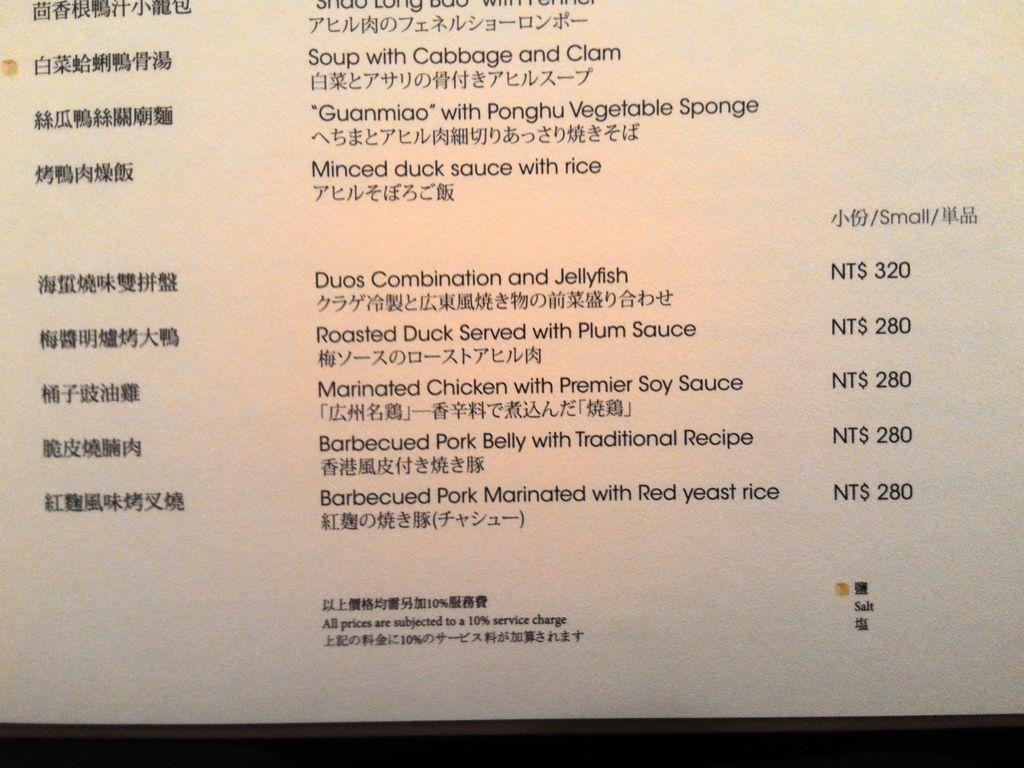 茴香根鴨汁小龍包
"Shao Long Bao" with Fennel
アヒル肉のフェネルショーロンポー
白菜蛤蜊鴨骨湯
Soup with Cabbage and Clam
白菜とアサリの骨付きアヒルスープ
絲瓜鴨絲關廟麵
"Guanmiao" with Ponghu Vegetable Sponge
へちまとアヒル肉細切りあっさり焼きそば
烤鴨肉燥飯
Minced duck sauce with rice
アヒルそぼろご飯
小份/Small/単品
海蜇燒味雙拼盤
Duos Combination and Jellyfish
NT$ 320
クラゲ冷製と広東風焼き物の前菜盛り合わせ
梅醬明爐烤大鴨
Roasted Duck Served with Plum Sauce
NT$ 280
梅ソースのローストアヒル肉
桶子豉油雞
Marinated Chicken with Premier Soy Sauce
NT$ 280
「広州名鶏」─香辛料で煮込んだ「焼鶏」
脆皮燒腩肉
Barbecued Pork Belly with Traditional Recipe
NT$ 280
香港風皮付き焼き豚
紅麴風味烤叉燒
Barbecued Pork Marinated with Red yeast rice
NT$ 280
紅麹の焼き豚(チャシュー)
以上價格均需另加10%服務費
All prices are subjected to a 10% service charge
上記の料金に10%のサービス料が加算されます
鹽
Salt
塩